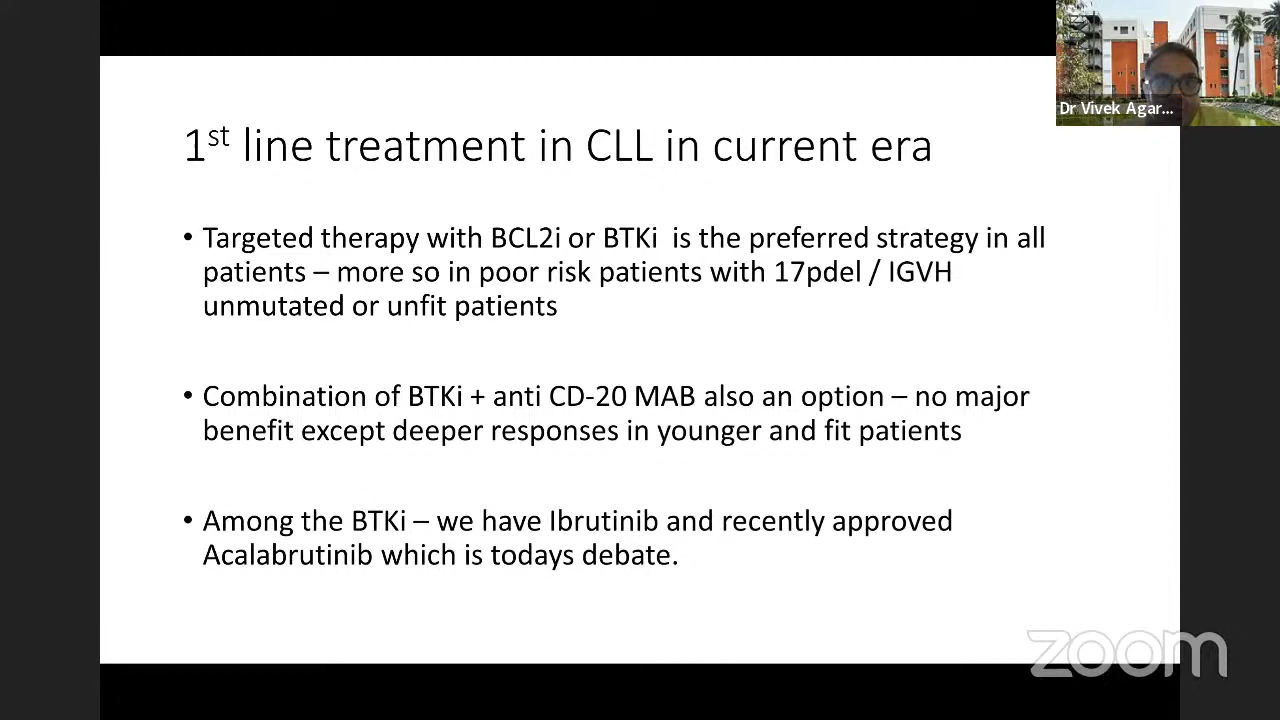 Dr Vivek Agar...
1st line treatment in CLL in current era
• Targeted therapy with BCL2i or BTKi is the preferred strategy in all
patients – more so in poor risk patients with 17pdel / IGVH
unmutated or unfit patients
• Combination of BTKi + anti CD-20 MAB also an option – no major
benefit except deeper responses in younger and fit patients
• Among the BTKi – we have Ibrutinib and recently approved
Acalabrutinib which is todays debate.
zoom